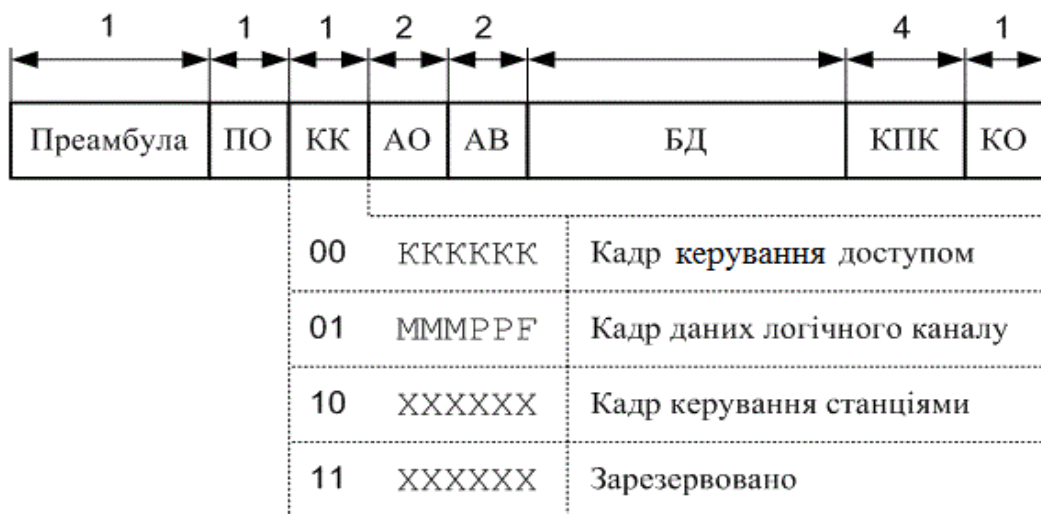 1 1 1 2 2 4 1
Преамбула ПО КК АО АВ БД КПК КО
00 КККККК Кадр керування доступом
01 MMMPPF Кадр даних логічного каналу
10 XXXXXX Кадр керування станціями
11 XXXXXX Зарезервовано